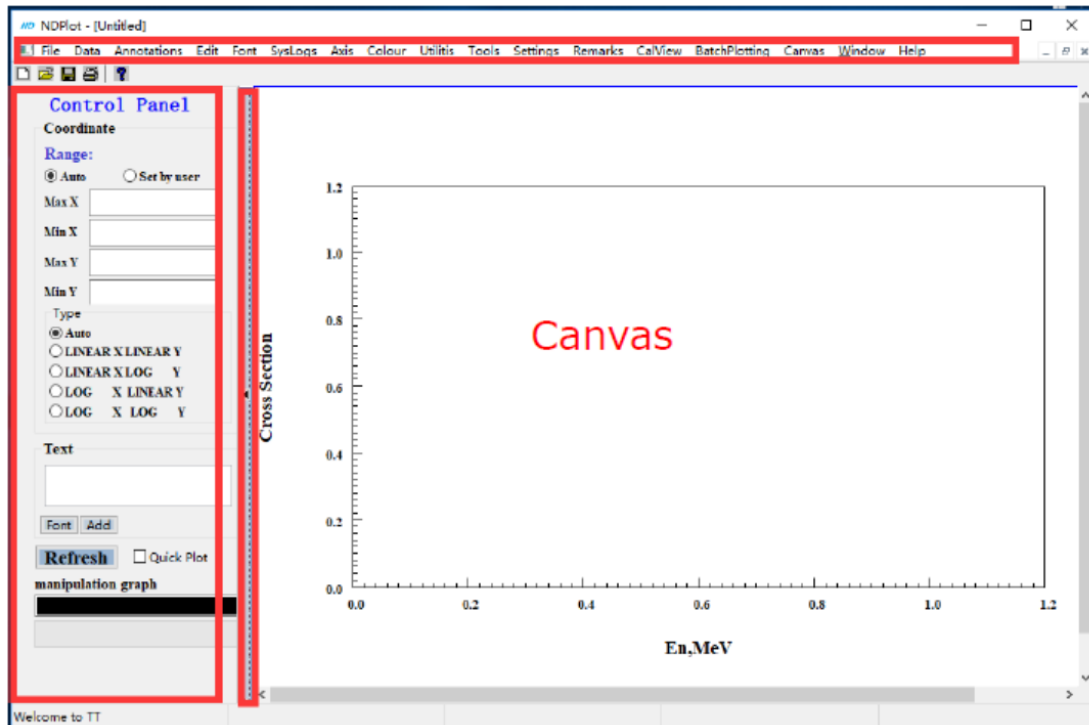 NDPlot - [Untitled]
File Data Annotations Edit Font SysLogs Axis Colour Utilitis Tools Settings Remarks CalView BatchPlotting Canvas Window Help
Control Panel
Coordinate
Range:
Auto Set by user
Max X
Min X
Max Y
Min Y
Type
Auto
LINEAR X LINEAR Y
LINEAR X LOG Y
LOG X LINEAR Y
LOG X LOG Y
Text
Font Add
Refresh Quick Plot
manipulation graph
1.2
1.0
0.8
0.6
0.4
0.2
0.0
Cross Section
Canvas
0.0 0.2 0.4 0.6 0.8 1.0 1.2
En,MeV
Welcome to TT